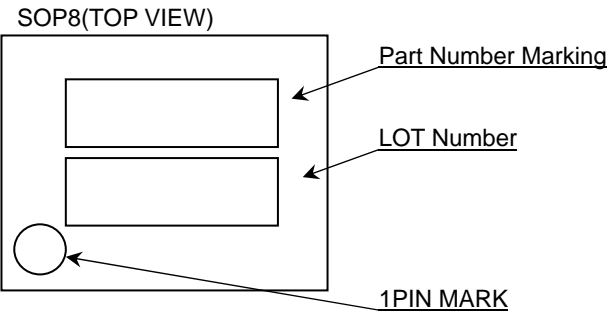 SOP8(TOP VIEW)
Part Number Marking
LOT Number
1PIN MARK